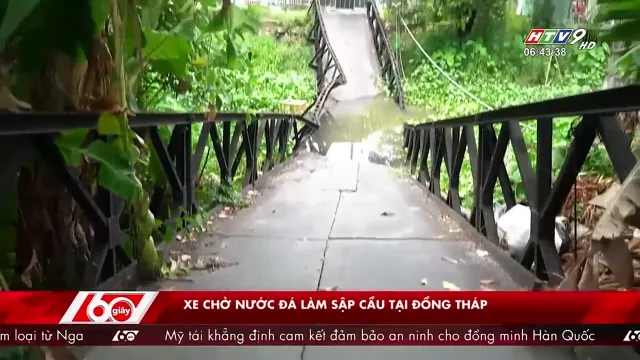 HTV9 HD
06:43:38
60 giây
XE CHỞ NƯỚC ĐÁ LÀM SẬP CẦU TẠI ĐỒNG THÁP
m loại từ Nga 60 Mỹ tái khẳng định cam kết đảm bảo an ninh cho đồng minh Hàn Quốc